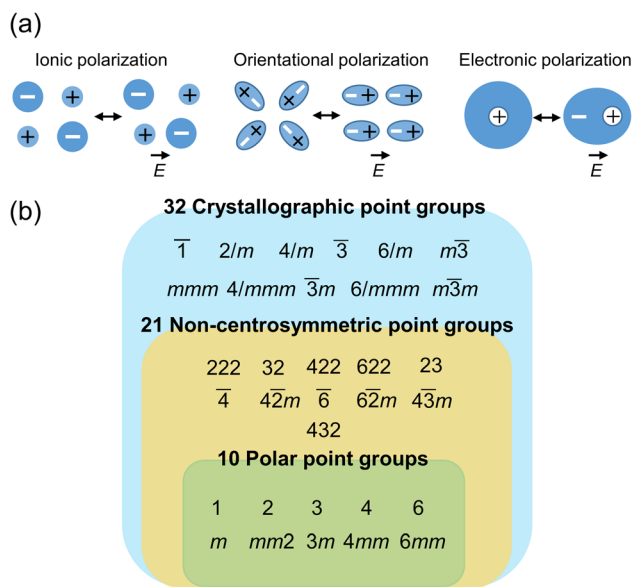 (a)
Ionic polarization Orientational polarization Electronic polarization
− + − +
+ − + −
E
× − × −
× − × −
− + − +
− + − +
E
+ − +
E
(b)
32 Crystallographic point groups
1̅ 2/m 4/m 3̅ 6/m m3̅
mmm 4/mmm 3̅m 6/mmm m3̅m
21 Non-centrosymmetric point groups
222 32 422 622 23
4̅ 42̅m 6̅ 62̅m 43̅m
432
10 Polar point groups
1 2 3 4 6
m mm2 3m 4mm 6mm